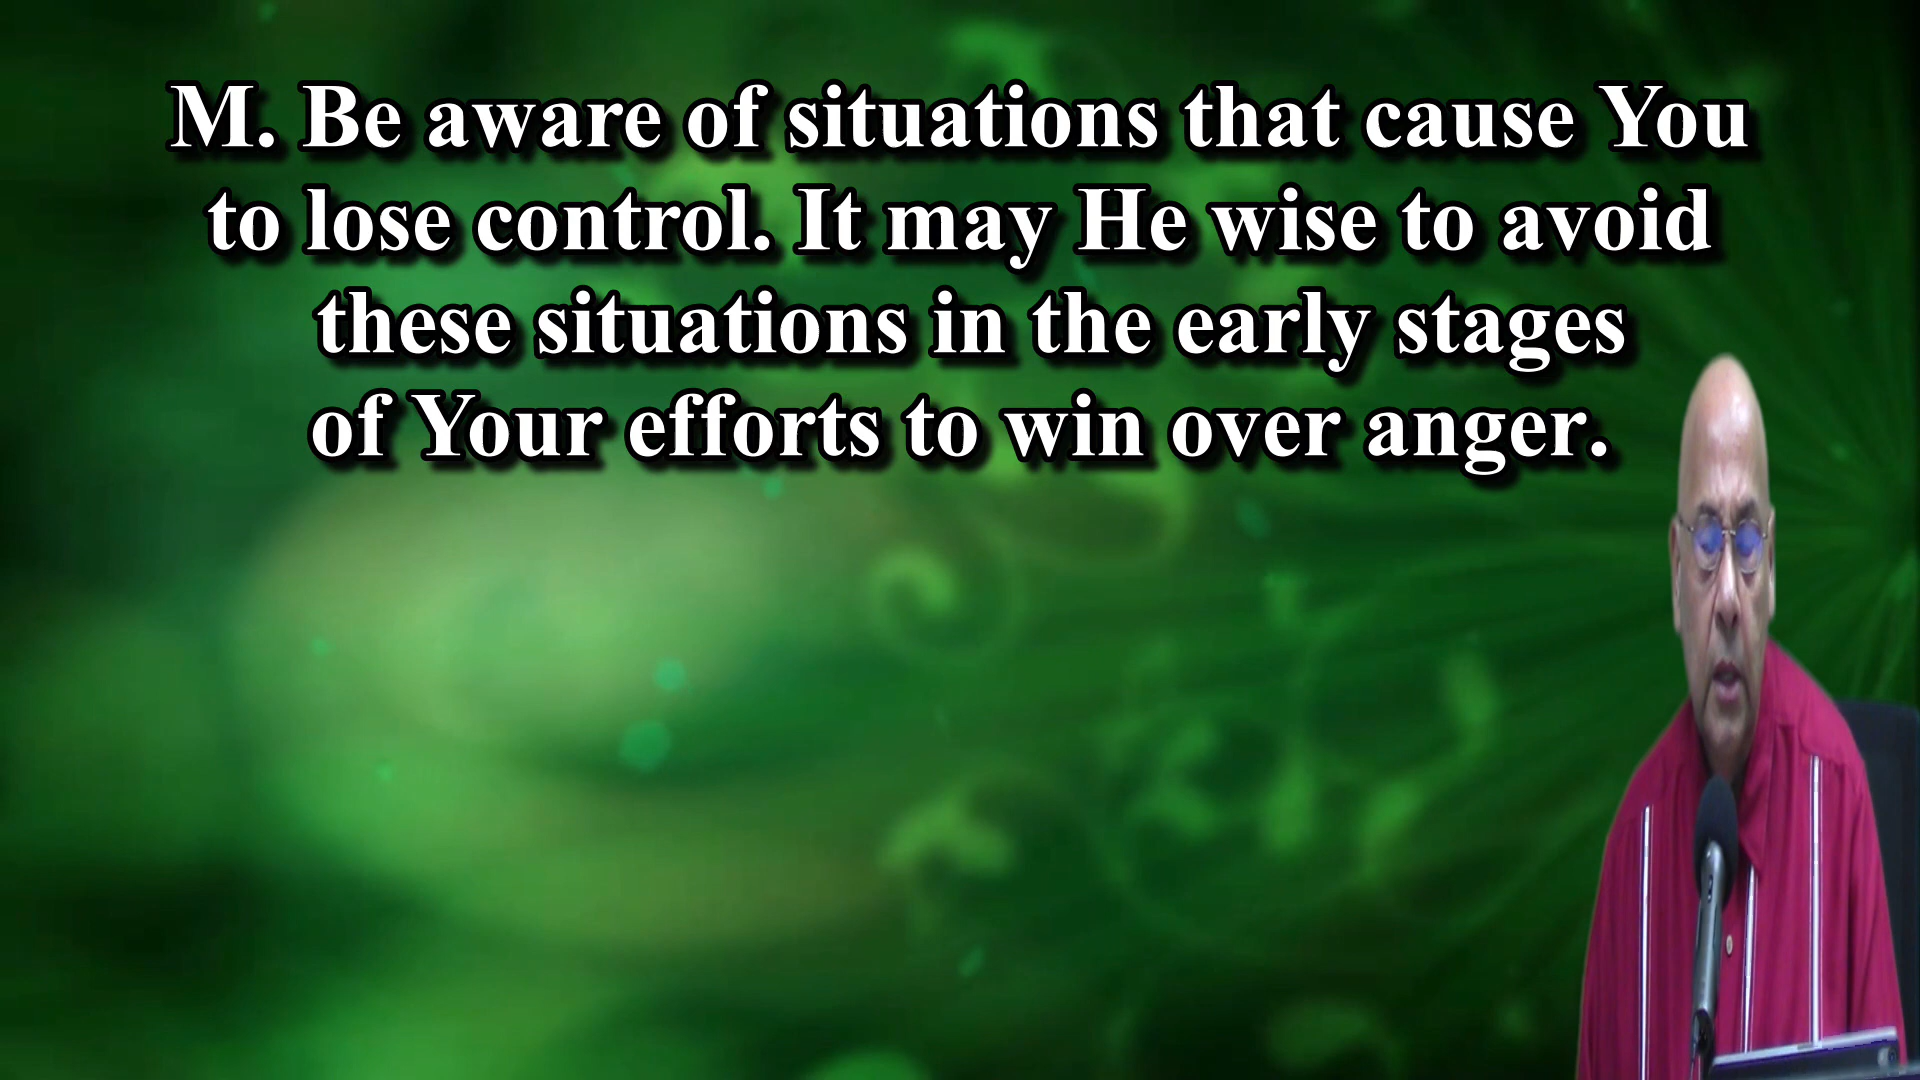 M. Be aware of situations that cause You
to lose control. It may He wise to avoid
these situations in the early stages
of Your efforts to win over anger.